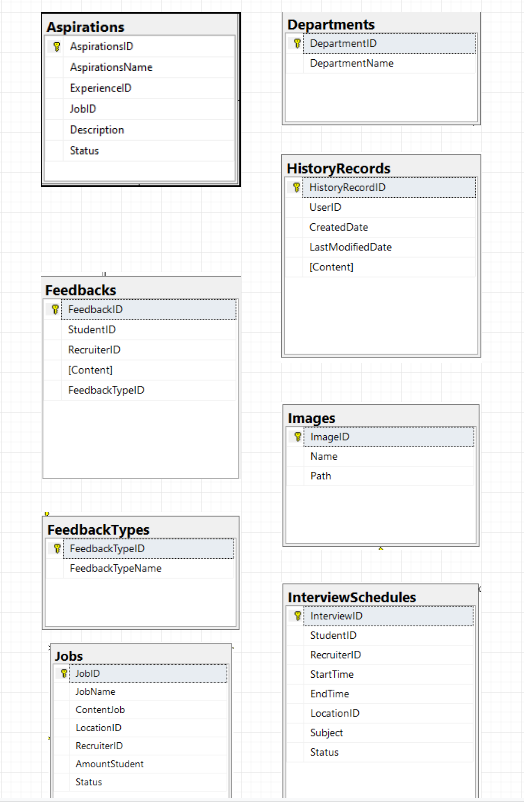 Aspirations
AspirationsID
AspirationsName
ExperienceID
JobID
Description
Status
Departments
DepartmentID
DepartmentName
HistoryRecords
HistoryRecordID
UserID
CreatedDate
LastModifiedDate
[Content]
Feedbacks
FeedbackID
StudentID
RecruiterID
[Content]
FeedbackTypeID
Images
ImageID
Name
Path
FeedbackTypes
FeedbackTypeID
FeedbackTypeName
InterviewSchedules
InterviewID
StudentID
RecruiterID
StartTime
EndTime
LocationID
Subject
Status
Jobs
JobID
JobName
ContentJob
LocationID
RecruiterID
AmountStudent
Status